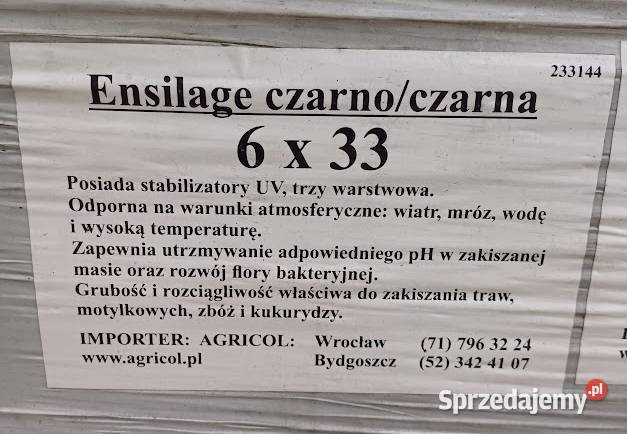 233144
Ensilage czarno/czarna
6 x 33
Posiada stabilizatory UV, trzy warstwowa.
Odporna na warunki atmosferyczne: wiatr, mróz, wodę
i wysoką temperaturę.
Zapewnia utrzymywanie adpowiedniego pH w zakiszanej
masie oraz rozwój flory bakteryjnej.
Grubość i rozciągliwość właściwa do zakiszania traw,
motylkowych, zbóż i kukurydzy.
IMPORTER: AGRICOL: Wrocław (71) 796 32 24
www.agricol.pl Bydgoszcz (52) 342 41 07
Sprzedajemy.pl